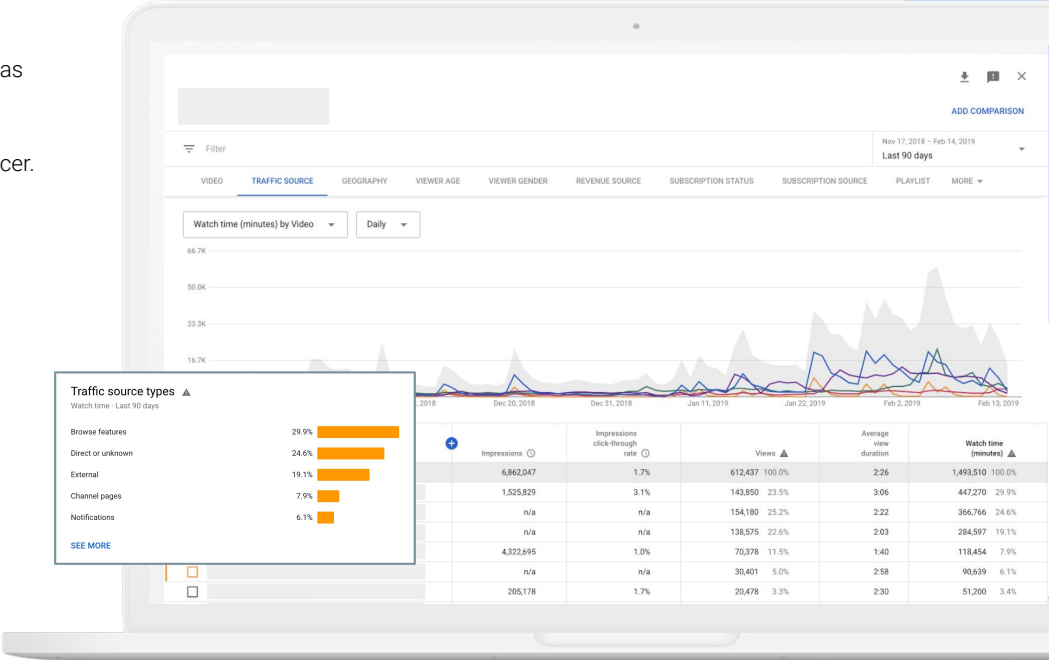 as
cer.
ADD COMPARISON
Filter
Nov 17, 2018 – Feb 14, 2019
Last 90 days
VIDEO TRAFFIC SOURCE GEOGRAPHY VIEWER AGE VIEWER GENDER REVENUE SOURCE SUBSCRIPTION STATUS SUBSCRIPTION SOURCE PLAYLIST MORE
Watch time (minutes) by Video Daily
66.7K
50.0K
33.3K
16.7K
, 2018 Dec 20, 2018 Dec 31, 2018 Jan 11, 2019 Jan 22, 2019 Feb 2, 2019 Feb 13, 2019
Traffic source types
Watch time · Last 90 days
Browse features 29.9%
Direct or unknown 24.6%
External 19.1%
Channel pages 7.9%
Notifications 6.1%
SEE MORE
Impressions Impressions click-through rate Views Average view duration Watch time (minutes)
6,862,047 1.7% 612,437 100.0% 2:26 1,493,510 100.0%
1,525,829 3.1% 143,850 23.5% 3:06 447,270 29.9%
n/a n/a 154,180 25.2% 2:22 366,766 24.6%
n/a n/a 138,575 22.6% 2:03 284,597 19.1%
4,322,695 1.0% 70,378 11.5% 1:40 118,454 7.9%
n/a n/a 30,401 5.0% 2:58 90,639 6.1%
205,178 1.7% 20,478 3.3% 2:30 51,200 3.4%